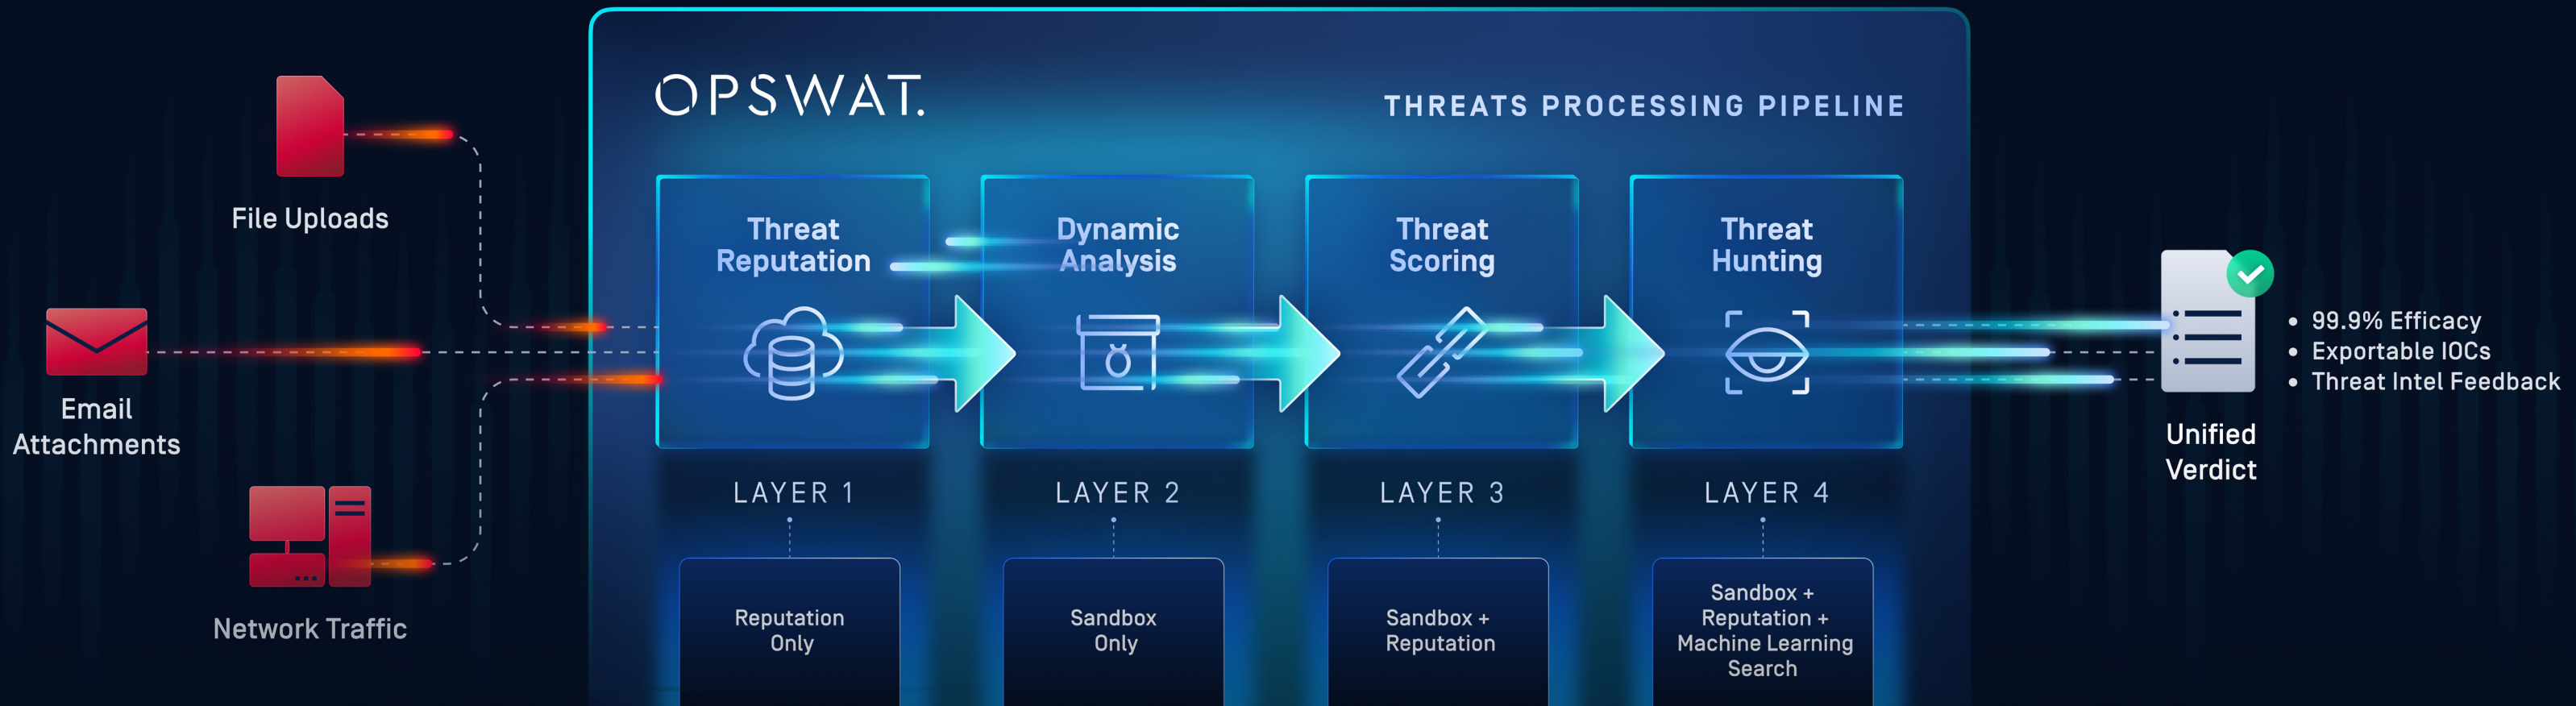 OPSWAT.
THREATS PROCESSING PIPELINE
File Uploads
Email
Attachments
Network Traffic
Threat
Reputation
Dynamic
Analysis
Threat
Scoring
Threat
Hunting
LAYER 1
LAYER 2
LAYER 3
LAYER 4
Reputation
Only
Sandbox
Only
Sandbox +
Reputation
Sandbox +
Reputation +
Machine Learning
Search
Unified
Verdict
• 99.9% Efficacy
• Exportable IOCs
• Threat Intel Feedback